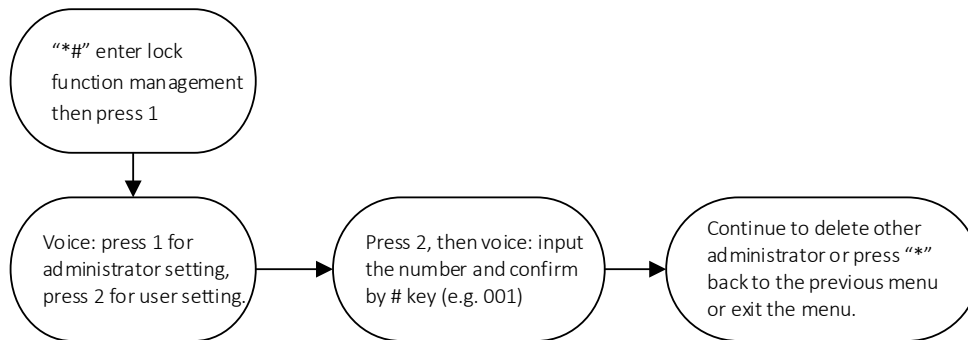 “*#” enter lock
function management
then press 1
Voice: press 1 for
administrator setting,
press 2 for user setting.
Press 2, then voice: input
the number and confirm
by # key (e.g. 001)
Continue to delete other
administrator or press “*”
back to the previous menu
or exit the menu.